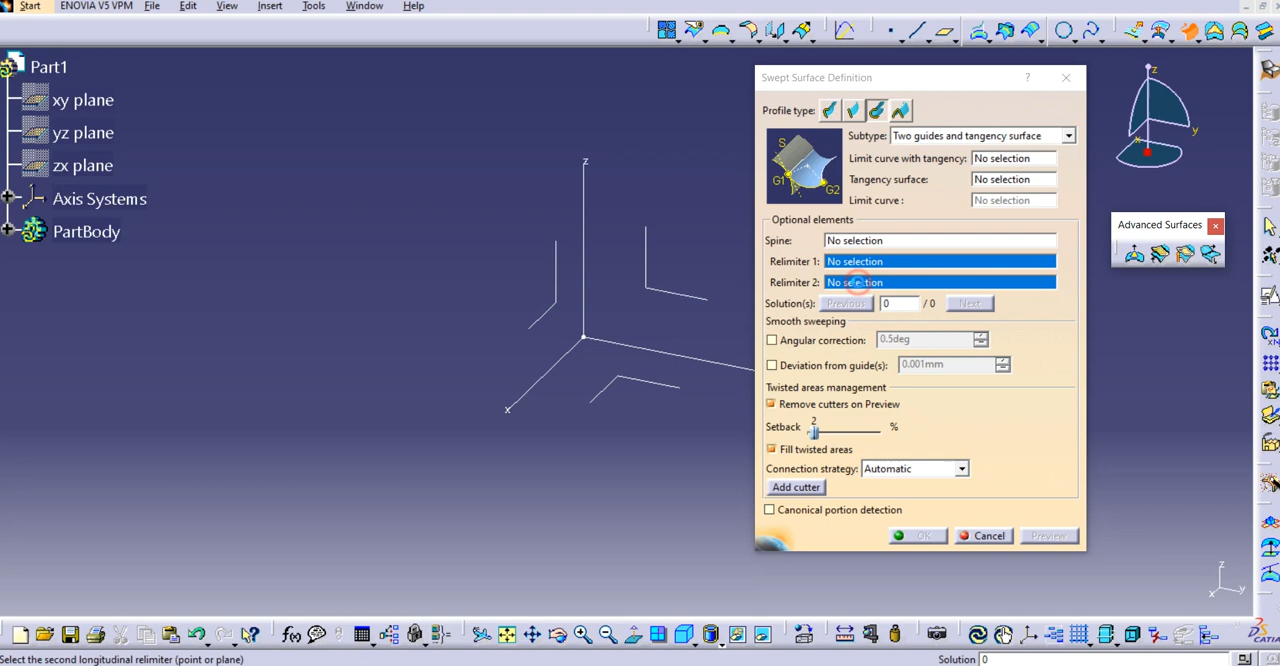 Start ENOVIA V5 VPM File Edit View Insert Tools Window Help
Part1
xy plane
yz plane
zx plane
Axis Systems
PartBody
z
x
Swept Surface Definition ? ×
Profile type:
S
G1
G2
Subtype: Two guides and tangency surface
Limit curve with tangency: No selection
Tangency surface: No selection
Limit curve : No selection
Optional elements
Spine: No selection
Relimiter 1: No selection
Relimiter 2: No selection
Solution(s): Previous 0 / 0 Next
Smooth sweeping
Angular correction: 0.5deg
Deviation from guide(s): 0.001mm
Twisted areas management
Remove cutters on Preview
Setback 2 %
Fill twisted areas
Connection strategy: Automatic
Add cutter
Canonical portion detection
OK Cancel Preview
z
y
x
Advanced Surfaces x
z
x y
f(x)
CATIA
Select the second longitudinal relimiter (point or plane) Solution 0